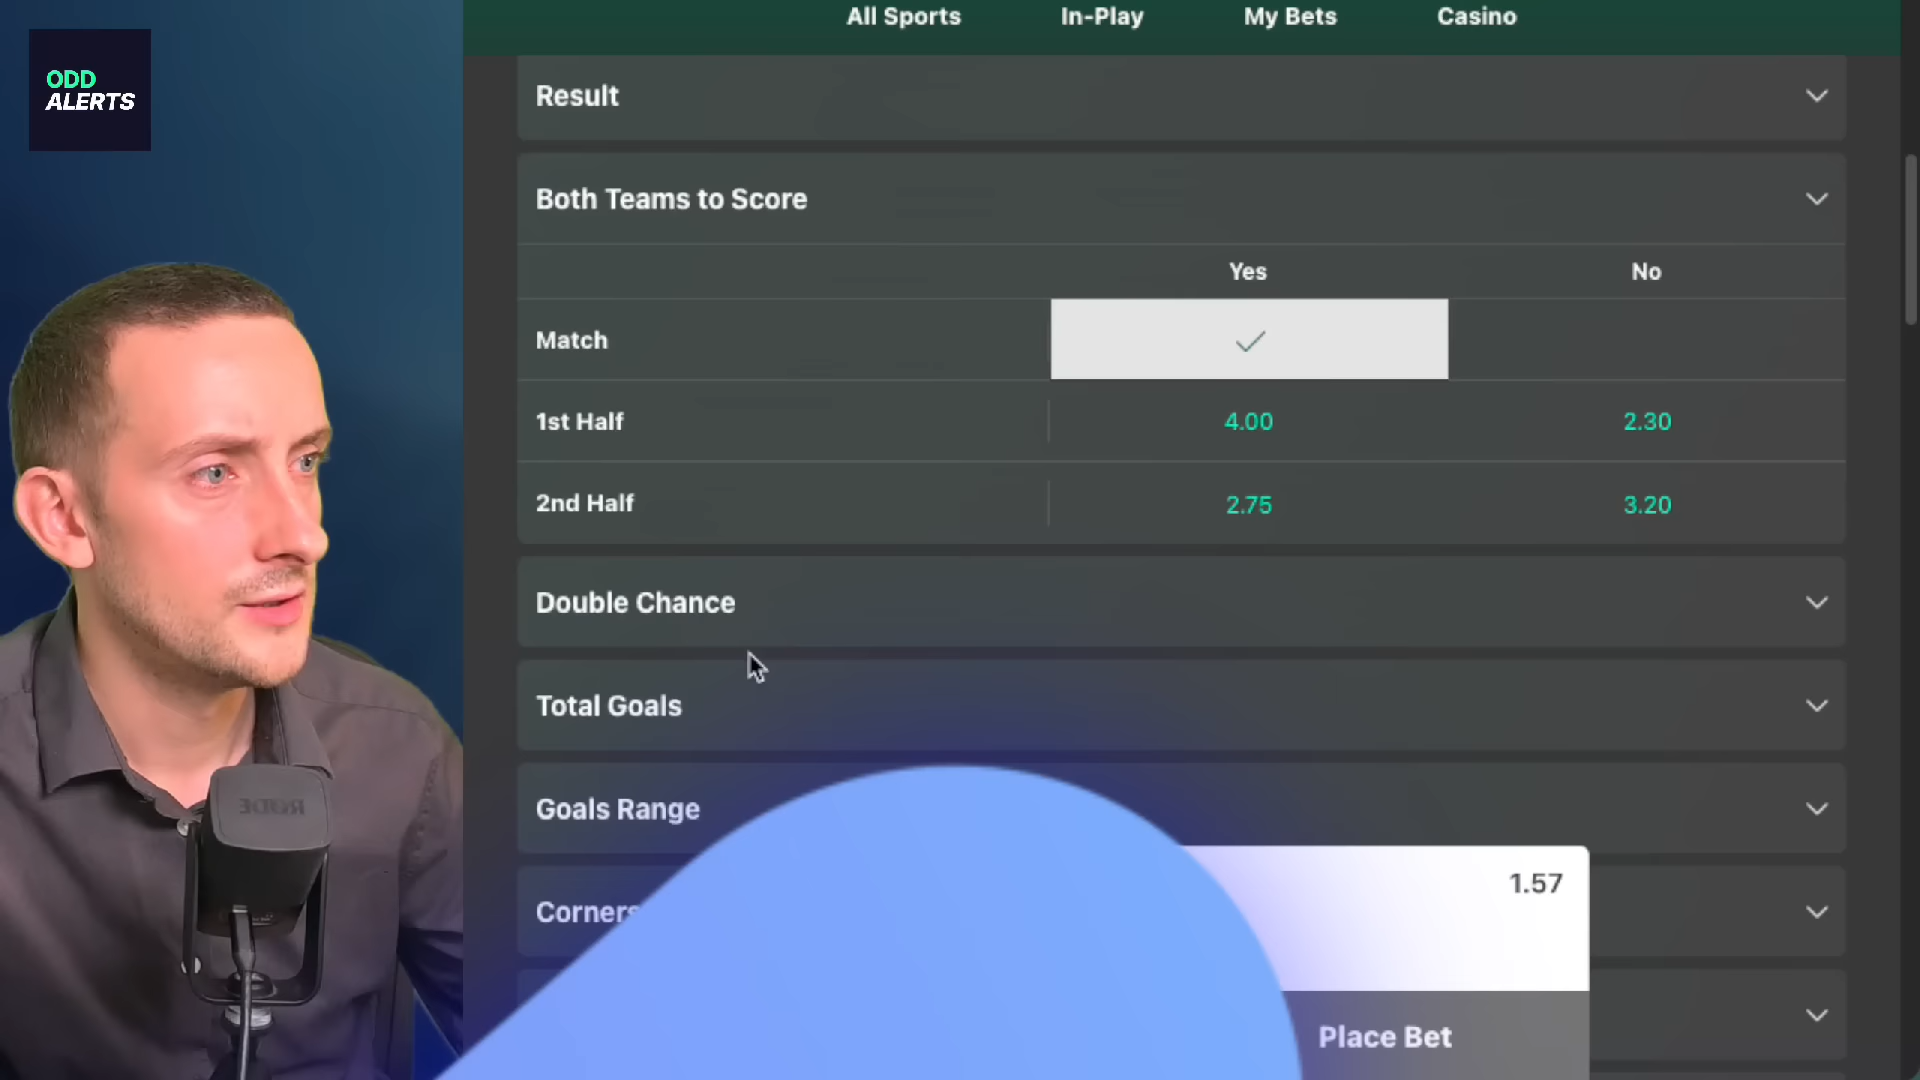 ODD
ALERTS
All Sports In-Play My Bets Casino
Result
Both Teams to Score
Yes No
Match
1st Half 4.00 2.30
2nd Half 2.75 3.20
Double Chance
Total Goals
Goals Range
1.57
Corners
Place Bet
RØDE